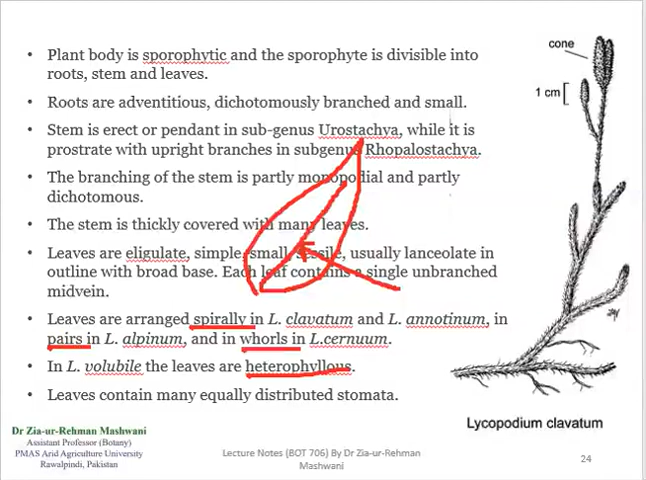 • Plant body is sporophytic and the sporophyte is divisible into
roots, stem and leaves.
• Roots are adventitious, dichotomously branched and small.
• Stem is erect or pendant in sub-genus Urostachya, while it is
prostrate with upright branches in subgenus Rhopalostachya.
• The branching of the stem is partly monopodial and partly
dichotomous.
• The stem is thickly covered with many leaves.
• Leaves are eligulate, simple, small, sessile, usually lanceolate in
outline with broad base. Each leaf contains a single unbranched
midvein.
• Leaves are arranged spirally in L. clavatum and L. annotinum, in
pairs in L. alpinum, and in whorls in L.cernuum.
• In L. volubile the leaves are heterophyllous.
• Leaves contain many equally distributed stomata.
cone
1 cm
Lycopodium clavatum
Dr Zia-ur-Rehman Mashwani
Assistant Professor (Botany)
PMAS Arid Agriculture University
Rawalpindi, Pakistan
Lecture Notes (BOT 706) By Dr Zia-ur-Rehman
Mashwani
24